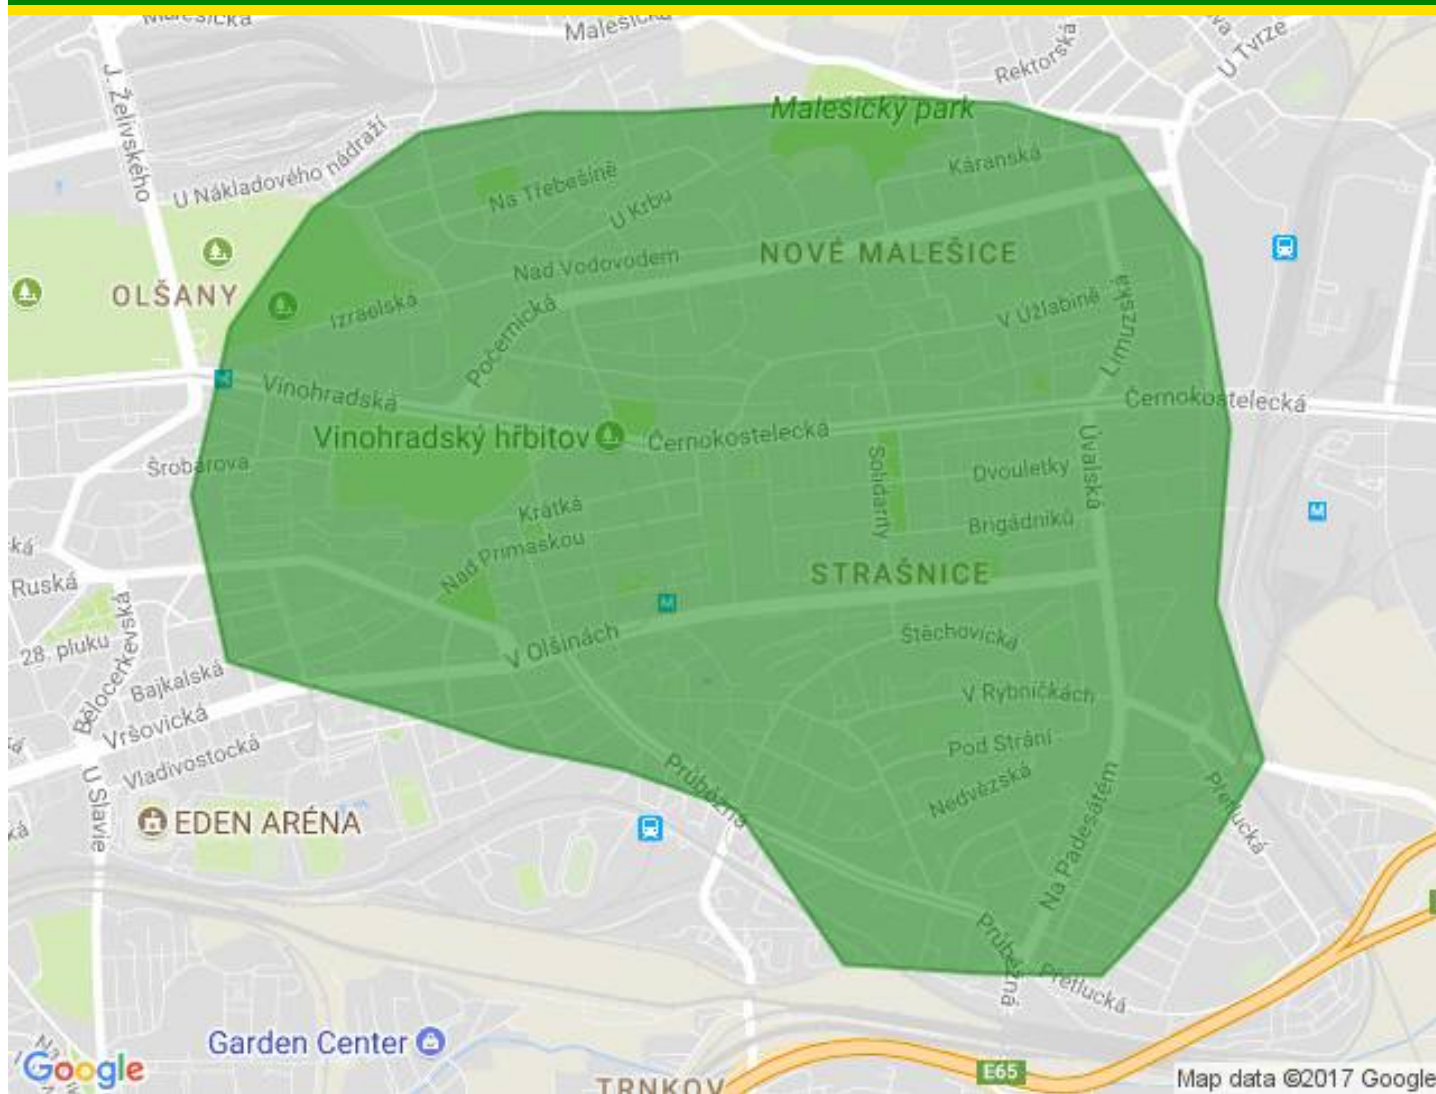 Malešická
Malešická
Rektorská
U Tvrze
J. Želivského
Malešický park
U Nákladového nádraží
Na Třebešíně
Káranská
U Krbu
NOVÉ MALEŠICE
Nad Vodovodem
OLŠANY
Izraelská
Počernická
V Úžlabině
Limuzská
Vinohradská
Černokostelecká
Vinohradský hřbitov
Černokostelecká
Šrobárova
Solidarity
Dvouletky
Úvalská
Krátká
Brigádníků
Nad Primaskou
Ruská
STRAŠNICE
M
M
M
28. pluku
Bělocerkevská
V Olšinách
Štěchovická
Bajkalská
V Rybníčkách
Vršovická
Pod Strání
Vladivostocká
Průběžná
Nedvězská
Přetlucká
U Slavie
EDEN ARÉNA
Na Padesátém
Průběžná
Přetlucká
Garden Center
Google
TRNKOV
E65
Map data ©2017 Google